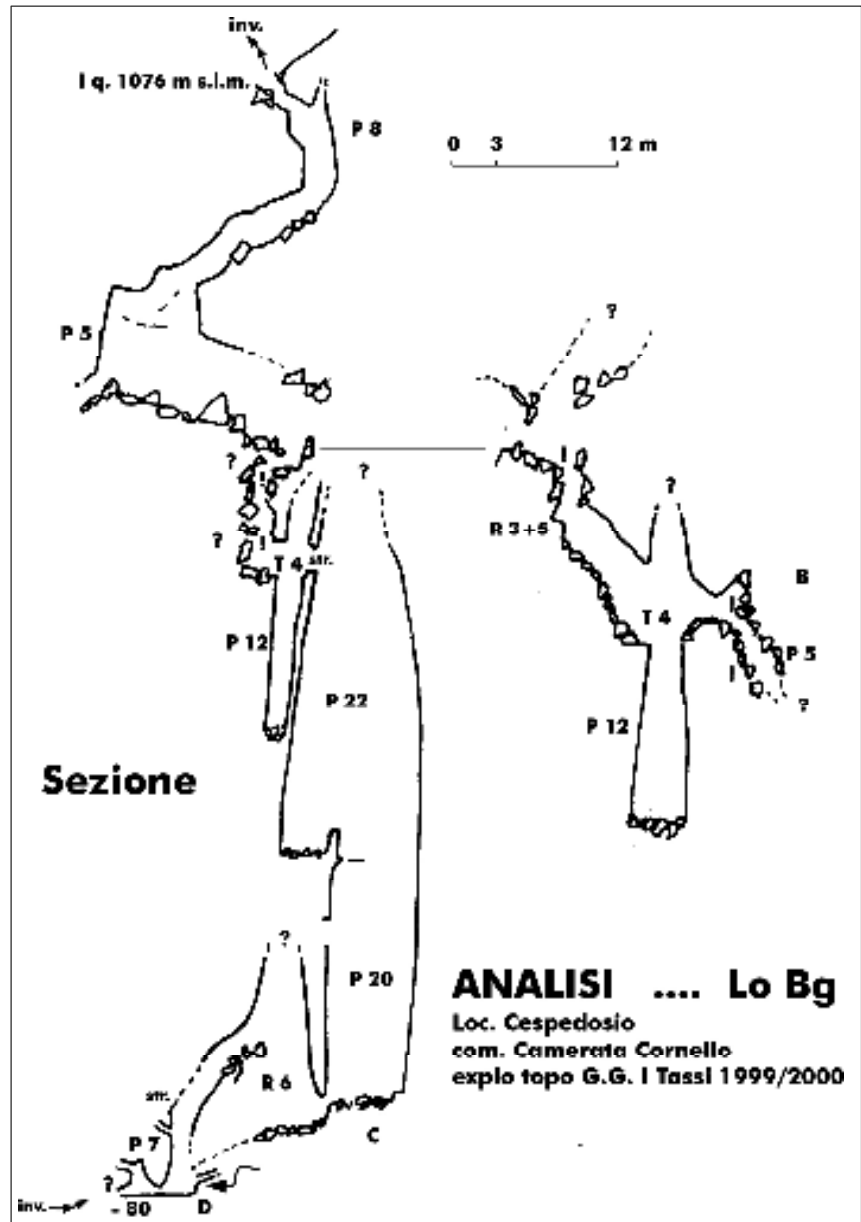 inv.
I q. 1076 m s.l.m.
P 8
0 3 12 m
P 5
?
?
?
?
!
!
R 3+5
?
?
!
T 4 str.
B
T 4
!
P 12
P 5
!
P 22
?
P 12
Sezione
?
P 20
ANALISI .... Lo Bg
Loc. Cespedosio
com. Camerata Cornello
explo topo G.G. I Tassi 1999/2000
R 6
str.
C
P 7
?
inv.
- 80 D